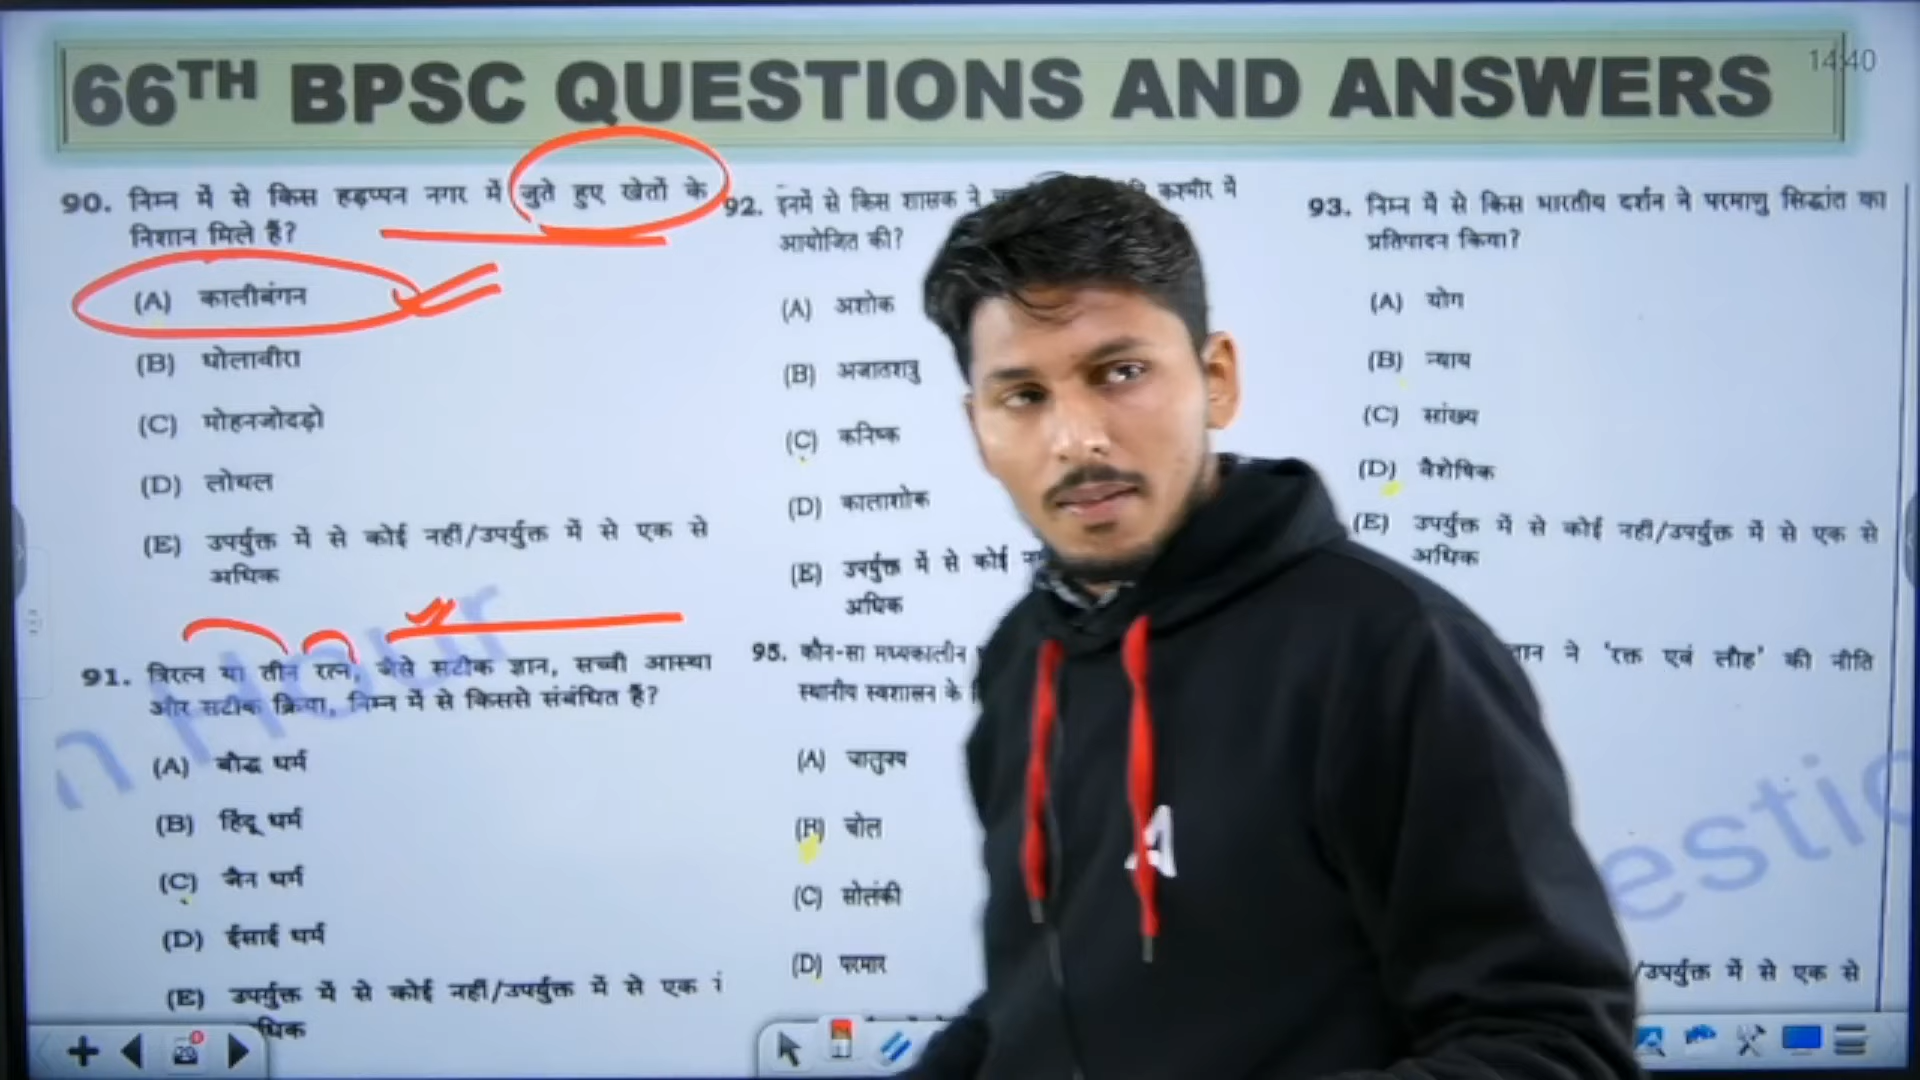 66TH BPSC QUESTIONS AND ANSWERS
14:40
90. निम्न में से किस हड़प्पन नगर में जुते हुए खेतों के
निशान मिले हैं?
(A) कालीबंगन
(B) धोलावीरा
(C) मोहनजोदड़ो
(D) लोथल
(E) उपर्युक्त में से कोई नहीं/उपर्युक्त में से एक से
अधिक
91. त्रिरत्न या तीन रत्न, जैसे सटीक ज्ञान, सच्ची आस्था
और सटीक क्रिया, निम्न में से किससे संबंधित हैं?
(A) बौद्ध धर्म
(B) हिंदू धर्म
(C) जैन धर्म
(D) ईसाई धर्म
(E) उपर्युक्त में से कोई नहीं/उपर्युक्त में से एक
धिक
92. इनमें से किस शासक ने कश्मीर में
आयोजित की?
(A) अशोक
(B) अजातशत्रु
(C) कनिष्क
(D) कालाशोक
(E) उपर्युक्त में से कोई
अधिक
95. कौन-सा मध्यकालीन
स्थानीय स्वशासन के
(A) चालुक्य
(B) चोल
(C) सोलंकी
(D) परमार
93. निम्न में से किस भारतीय दर्शन ने परमाणु सिद्धांत का
प्रतिपादन किया?
(A) योग
(B) न्याय
(C) सांख्य
(D) वैशेषिक
(E) उपर्युक्त में से कोई नहीं/उपर्युक्त में से एक से
अधिक
ने 'रक्त एवं लौह' की नीति
/उपर्युक्त में से एक से
n Hour
estio
A
29